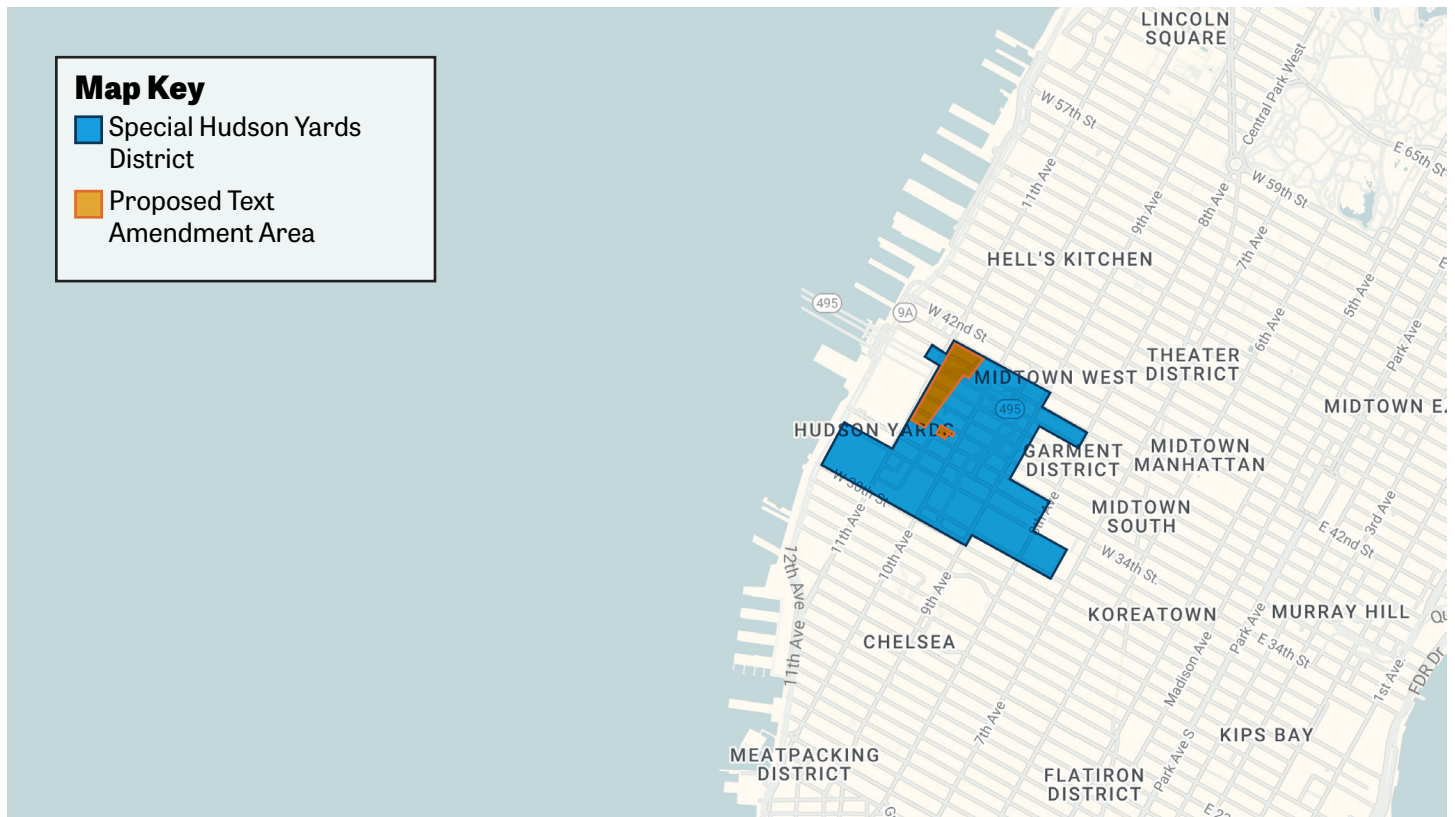 Map Key
Special Hudson Yards
District
Proposed Text
Amendment Area
LINCOLN
SQUARE
Central Park West
W 57th St
E 65th St
11th Ave
W 59th St
9th Ave
8th Ave
7th Ave
HELL'S KITCHEN
5th Ave
495
9A
W 42nd St
6th Ave
Park Ave
THEATER
DISTRICT
MIDTOWN WEST
495
MIDTOWN E
HUDSON YARDS
GARMENT
DISTRICT
MIDTOWN
MANHATTAN
W 30th St
8th Ave
MIDTOWN
SOUTH
3rd Ave
11th Ave
10th Ave
E 42nd St
W 34th St.
12th Ave
9th Ave
KOREATOWN
MURRAY HILL
Park Ave
CHELSEA
E 34th St
11th Ave
Madison Ave
1st Ave.
FDR Dr
7th Ave
KIPS BAY
Park Ave S
MEATPACKING
DISTRICT
FLATIRON
DISTRICT